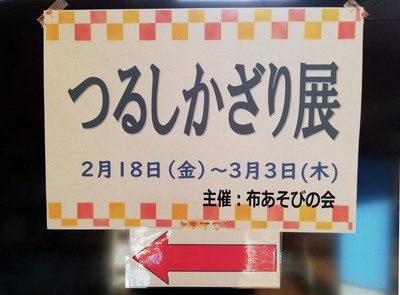 つるしかざり展
2月18日(金)～3月3日(木)
主催：布あそびの会